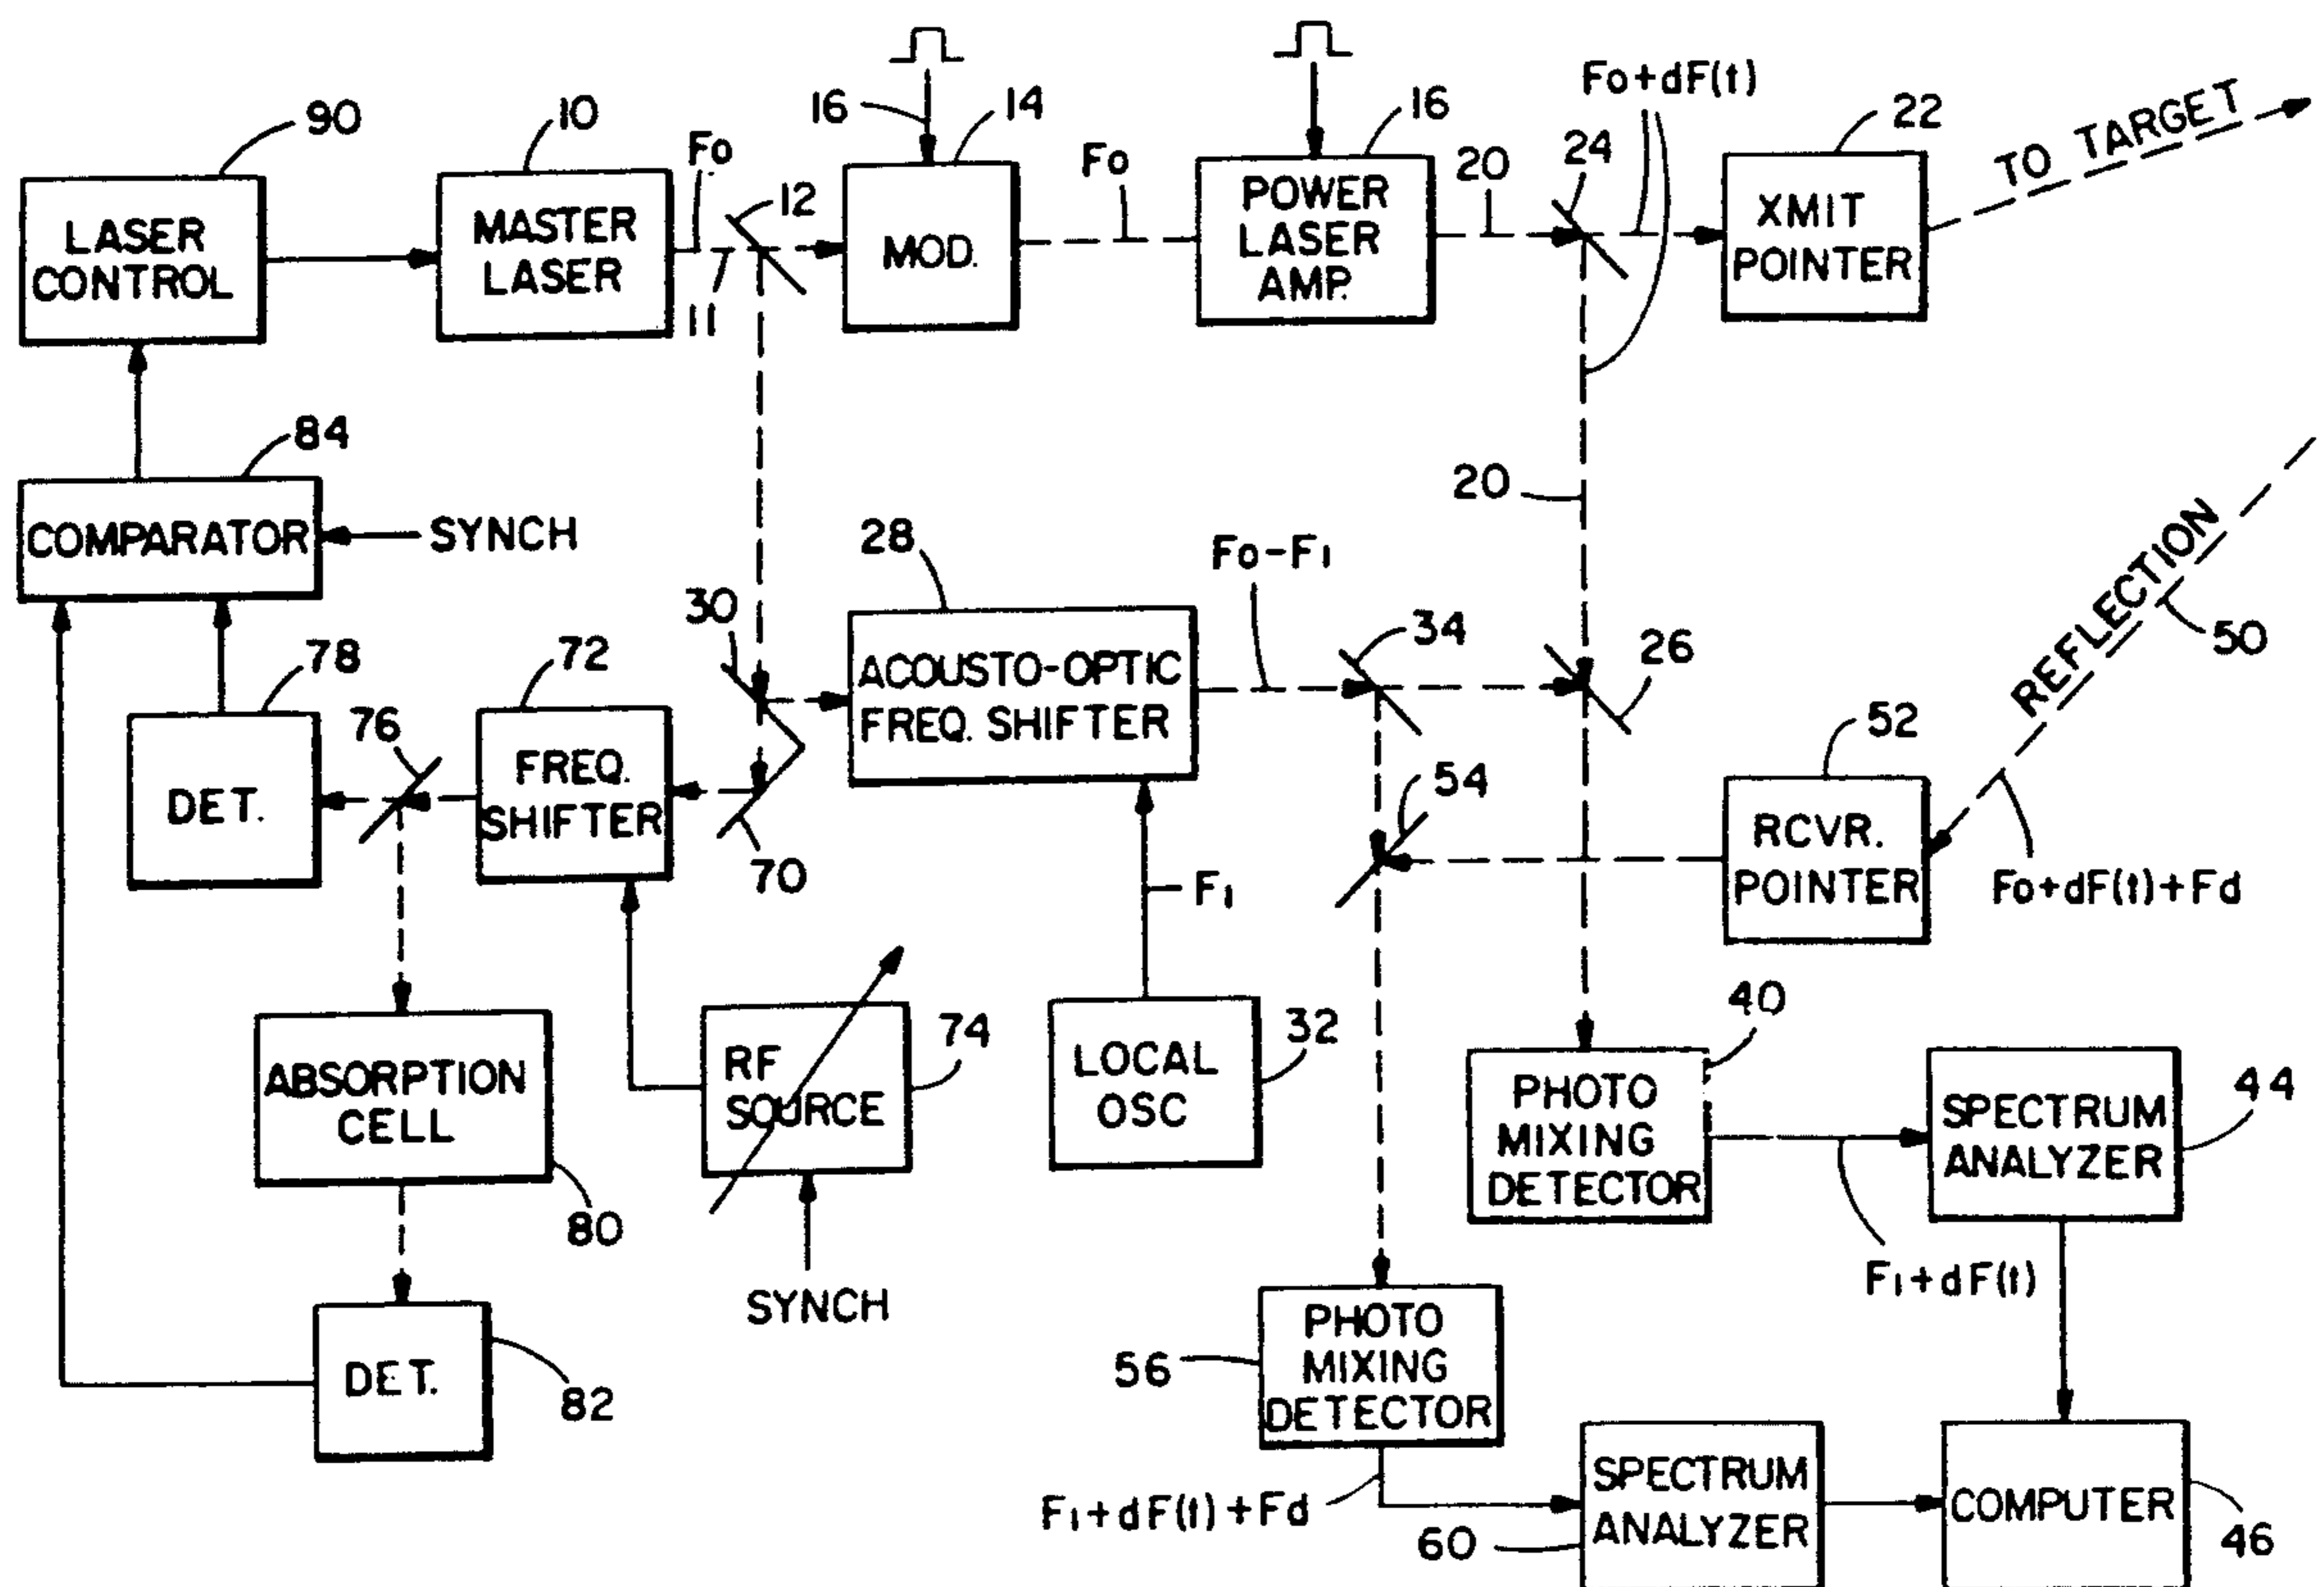 90
10
Fo
12
16
14
Fo
16
20
Fo+dF(t)
24
22
TO TARGET
LASER
CONTROL
MASTER
LASER
11
MOD.
POWER
LASER
AMP.
XMIT
POINTER
84
COMPARATOR
SYNCH
20
REFLECTION
50
28
Fo-F1
30
34
26
78
76
72
DET.
FREQ.
SHIFTER
70
ACOUSTO-OPTIC
FREQ. SHIFTER
54
52
RCVR.
POINTER
Fo+dF(t)+Fd
F1
ABSORPTION
CELL
80
RF
SOURCE
74
SYNCH
LOCAL
OSC
32
40
PHOTO
MIXING
DETECTOR
SPECTRUM
ANALYZER
44
F1+dF(t)
DET.
82
PHOTO
MIXING
DETECTOR
56
F1+dF(t)+Fd
SPECTRUM
ANALYZER
60
COMPUTER
46